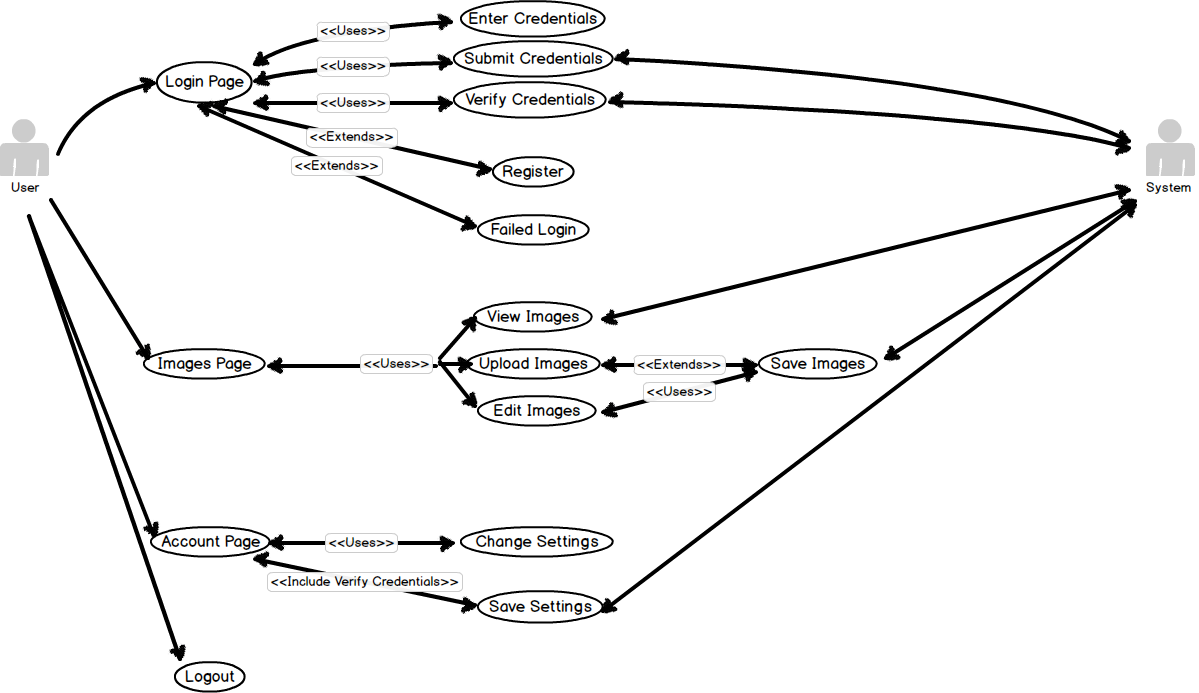 Enter Credentials
<<Uses>>
Submit Credentials
<<Uses>>
Login Page
Verify Credentials
<<Uses>>
<<Extends>>
<<Extends>>
Register
User
System
Failed Login
View Images
Images Page
<<Uses>>
Upload Images
<<Extends>>
Save Images
<<Uses>>
Edit Images
Account Page
<<Uses>>
Change Settings
<<Include Verify Credentials>>
Save Settings
Logout